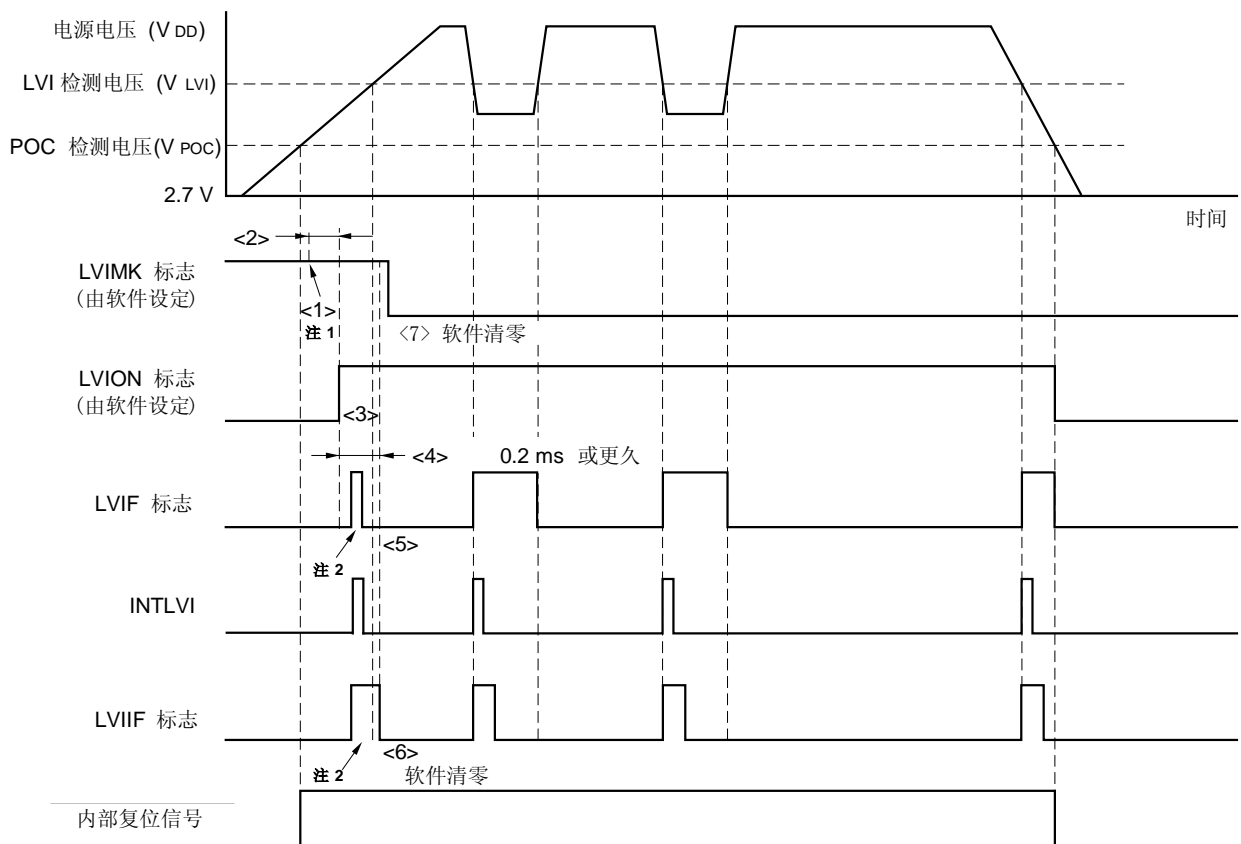 电源电压 (V DD)
LVI 检测电压 (V LVI)
POC 检测电压(V POC)
2.7 V
时间
<2>
LVIMK 标志
(由软件设定)
<1>
注 1
<7> 软件清零
LVION 标志
(由软件设定)
<3>
<4>
0.2 ms 或更久
LVIF 标志
<5>
注 2
INTLVI
LVIIF 标志
<6>
注 2
软件清零
内部复位信号